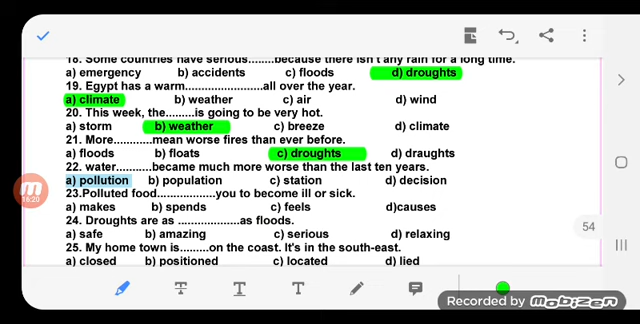 18. Some countries have serious........because there isn't any rain for a long time.
a) emergency b) accidents c) floods d) droughts
19. Egypt has a warm.........................all over the year.
a) climate b) weather c) air d) wind
20. This week, the.........is going to be very hot.
a) storm b) weather c) breeze d) climate
21. More...............mean worse fires than ever before.
a) floods b) floats c) droughts d) draughts
22. water..........became much more worse than the last ten years.
a) pollution b) population c) station d) decision
23.Polluted food..................you to become ill or sick.
a) makes b) spends c) feels d)causes
24. Droughts are as ...................as floods.
a) safe b) amazing c) serious d) relaxing
25. My home town is.........on the coast. It's in the south-east.
a) closed b) positioned c) located d) lied
16:20
54
Recorded by Mobizen